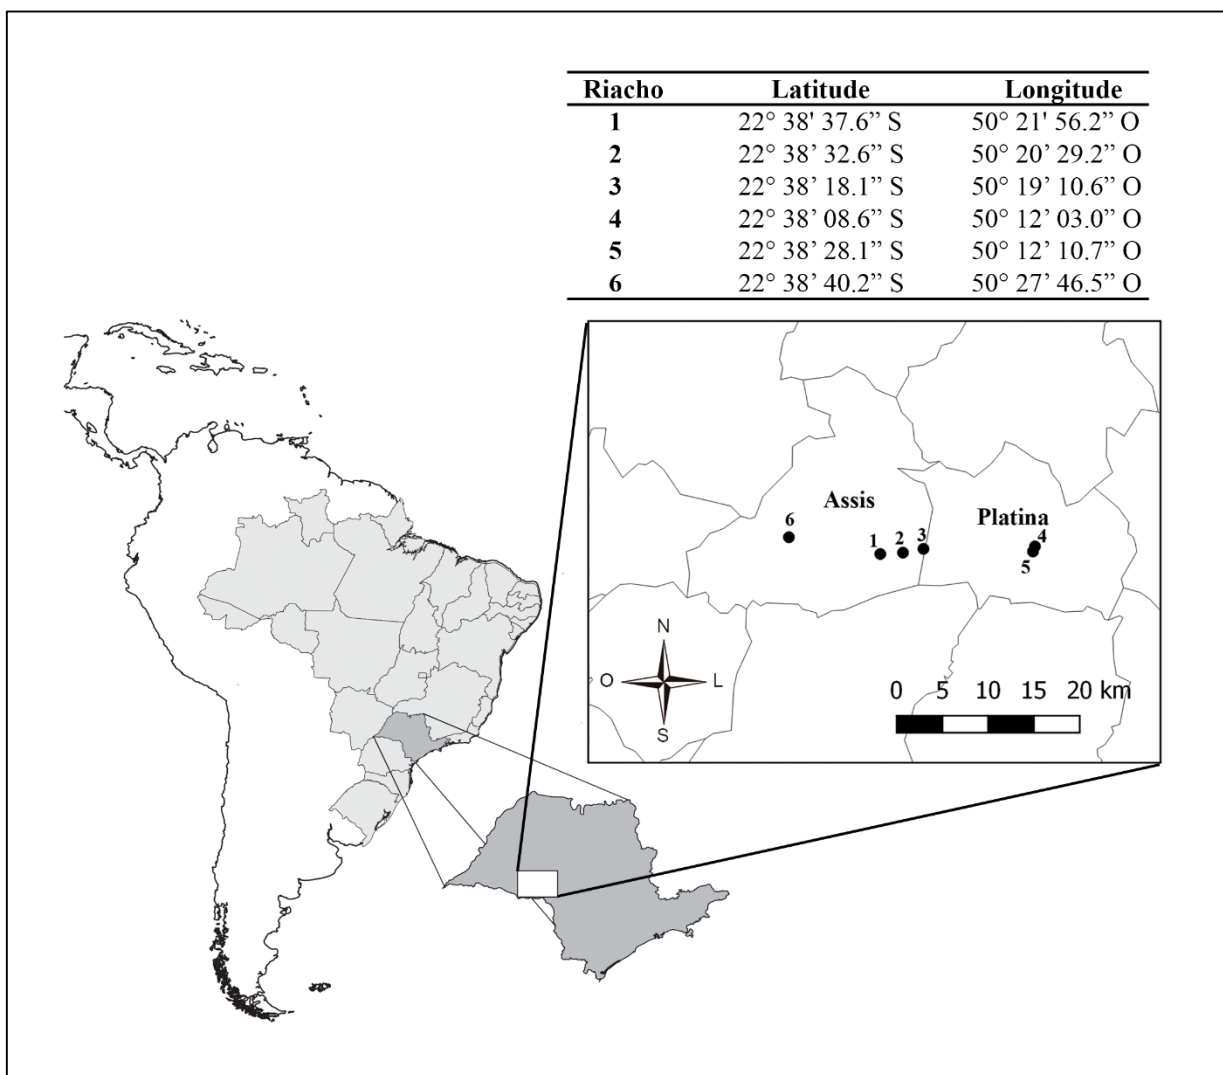 Riacho Latitude Longitude
1 22° 38' 37.6” S 50° 21' 56.2” O
2 22° 38’ 32.6” S 50° 20’ 29.2” O
3 22° 38’ 18.1” S 50° 19’ 10.6” O
4 22° 38’ 08.6” S 50° 12’ 03.0” O
5 22° 38’ 28.1” S 50° 12’ 10.7” O
6 22° 38’ 40.2” S 50° 27’ 46.5” O
Assis
Platina
6
1 2 3
4
5
N
O L
S
0 5 10 15 20 km